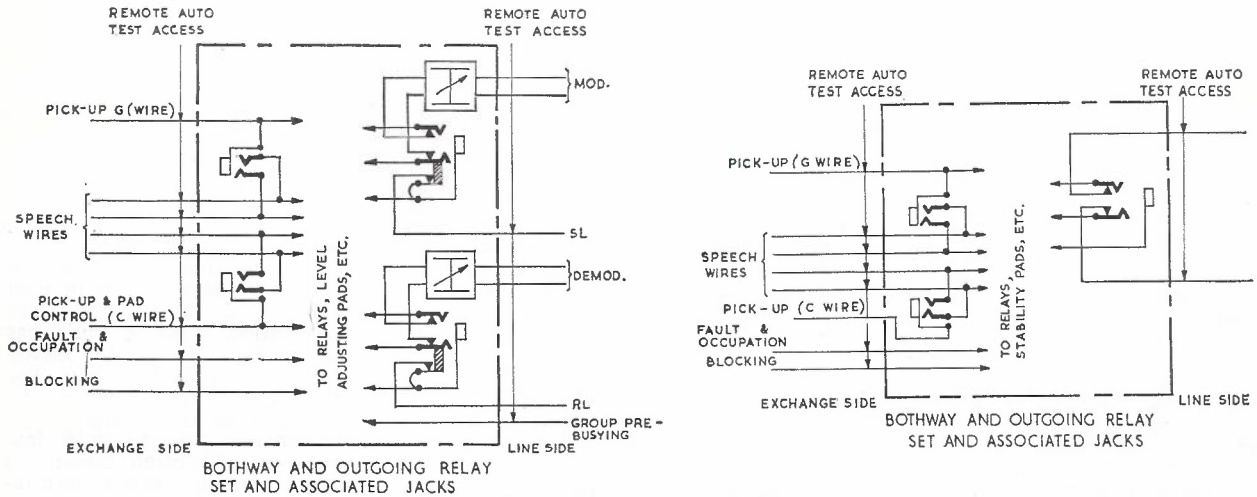 REMOTE AUTO
TEST ACCESS
REMOTE AUTO
TEST ACCESS
MOD.
PICK-UP G (WIRE)
SPEECH
WIRES
SL
DEMOD.
PICK-UP & PAD
CONTROL (C WIRE)
FAULT &
OCCUPATION
BLOCKING
TO RELAYS, LEVEL
ADJUSTING PADS, ETC.
RL
GROUP PRE-
BUSYING
EXCHANGE SIDE
LINE SIDE
BOTHWAY AND OUTGOING RELAY
SET AND ASSOCIATED JACKS
REMOTE AUTO
TEST ACCESS
REMOTE AUTO
TEST ACCESS
PICK-UP (G WIRE)
SPEECH
WIRES
PICK-UP (C WIRE)
FAULT &
OCCUPATION
BLOCKING
TO RELAYS,
STABILITY PADS, ETC.
EXCHANGE SIDE
LINE SIDE
BOTHWAY AND OUTGOING RELAY
SET AND ASSOCIATED JACKS